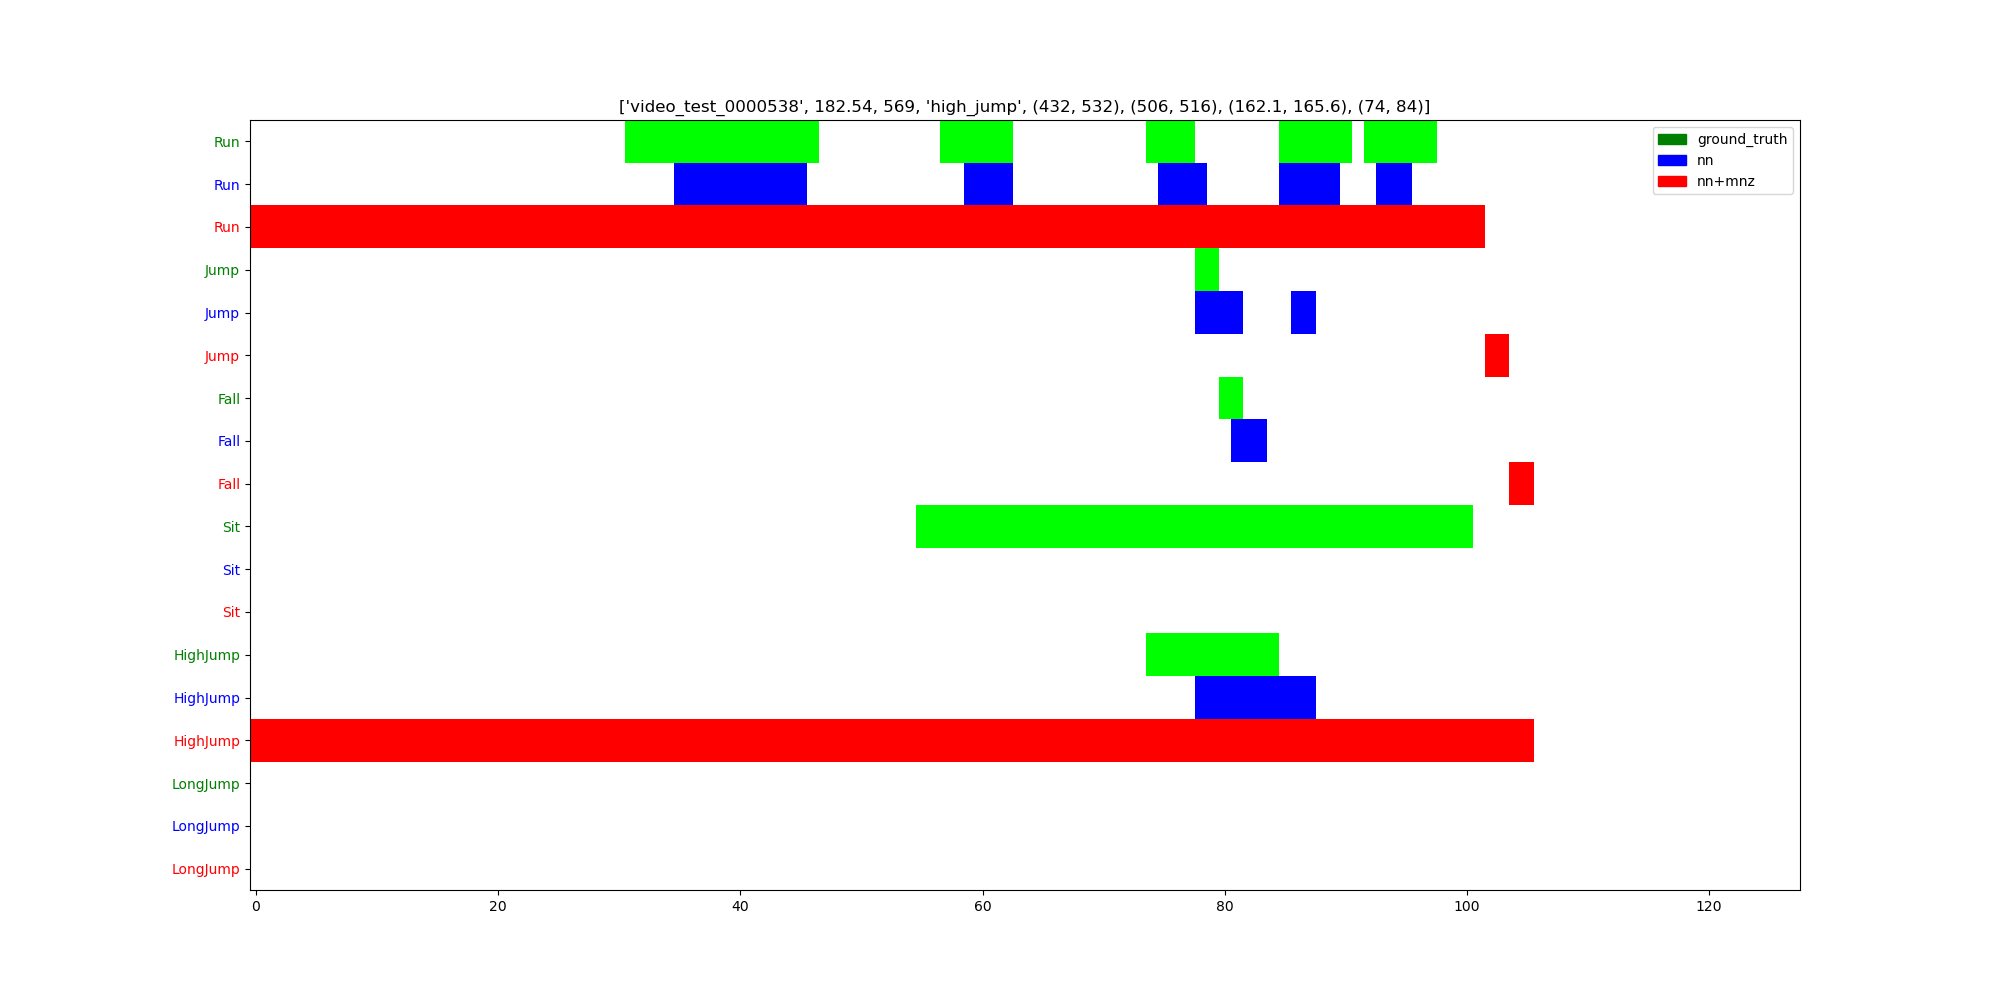 ['video_test_0000538', 182.54, 569, 'high_jump', (432, 532), (506, 516), (162.1, 165.6), (74, 84)]
Run
Run
Run
Jump
Jump
Jump
Fall
Fall
Fall
Sit
Sit
Sit
HighJump
HighJump
HighJump
LongJump
LongJump
LongJump
ground_truth
nn
nn+mnz
0 20 40 60 80 100 120